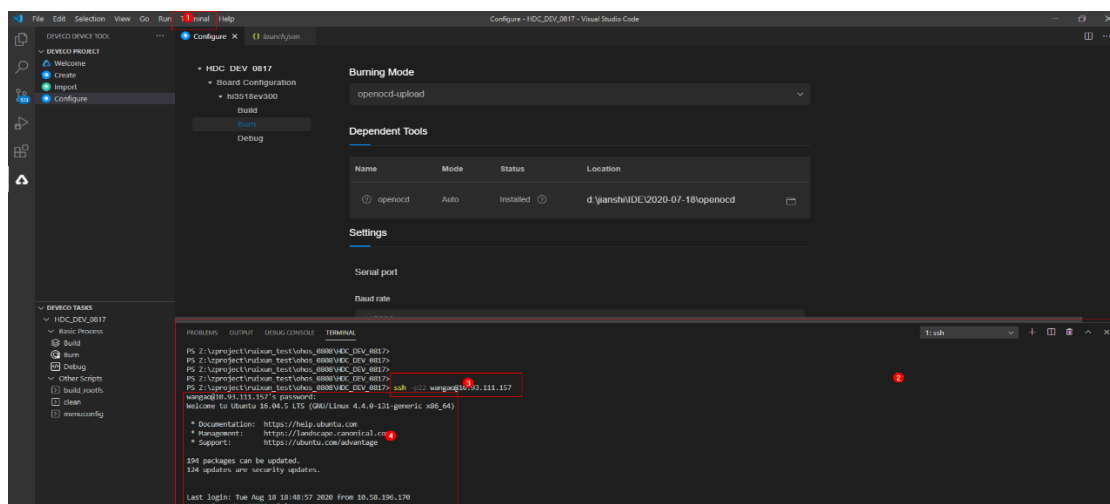 File Edit Selection View Go Run Terminal Help
Configure - HDC_DEV_0817 - Visual Studio Code
DEVECO DEVICE TOOL ···
Configure
launch.json
DEVECO PROJECT
Welcome
Create
Import
Configure
HDC DEV 0817
Board Configuration
hi3518ev300
Build
Burn
Debug
Burning Mode
openocd-upload
Dependent Tools
Name Mode Status Location
openocd Auto Installed d:\jianshi\IDE\2020-07-18\openocd
Settings
Serial port
Baud rate
DEVECO TASKS
HDC_DEV_0817
Basic Process
Build
Burn
Debug
Other Scripts
build_rootfs
clean
menuconfig
PROBLEMS OUTPUT DEBUG CONSOLE TERMINAL
1: ssh
PS Z:\zproject\ruixun_test\ohos_0808\HDC_DEV_0817>
PS Z:\zproject\ruixun_test\ohos_0808\HDC_DEV_0817>
PS Z:\zproject\ruixun_test\ohos_0808\HDC_DEV_0817>
PS Z:\zproject\ruixun_test\ohos_0808\HDC_DEV_0817>
PS Z:\zproject\ruixun_test\ohos_0808\HDC_DEV_0817> ssh -p22 wangao@10.93.111.157
wangao@10.93.111.157's password:
Welcome to Ubuntu 16.04.5 LTS (GNU/Linux 4.4.0-131-generic x86_64)
* Documentation: https://help.ubuntu.com
* Management: https://landscape.canonical.com
* Support: https://ubuntu.com/advantage
194 packages can be updated.
124 updates are security updates.
Last login: Tue Aug 18 18:48:57 2020 from 10.58.196.170
1
2
3
4